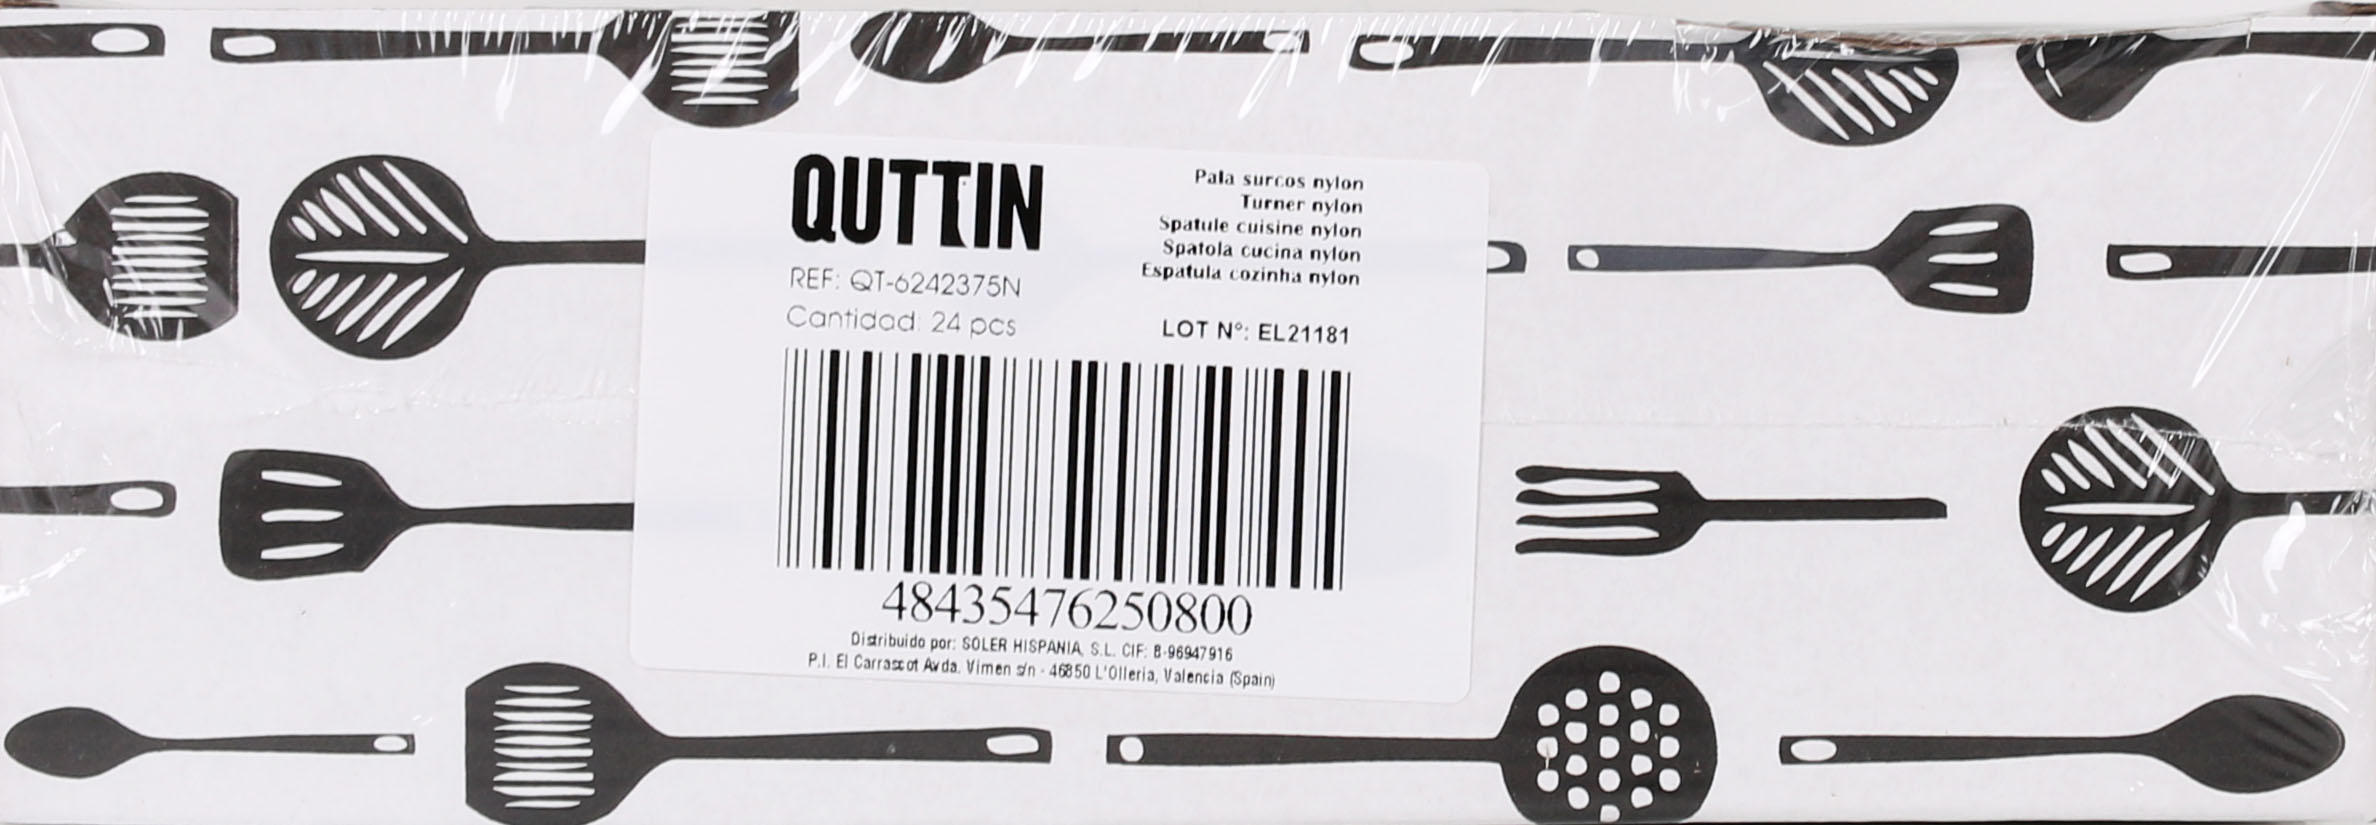 QUTTIN
REF: QT-6242375N
Cantidad: 24 pcs
Pala surcos nylon
Turner nylon
Spatule cuisine nylon
Spatola cucina nylon
Espatula cozinha nylon
LOT Nº: EL21181
48435476250800
Distribuido por: SOLER HISPANIA, S.L. CIF: B-96947916
P.I. El Carrascot Avda. Vimen s/n - 46850 L'Olleria, Valencia (Spain)